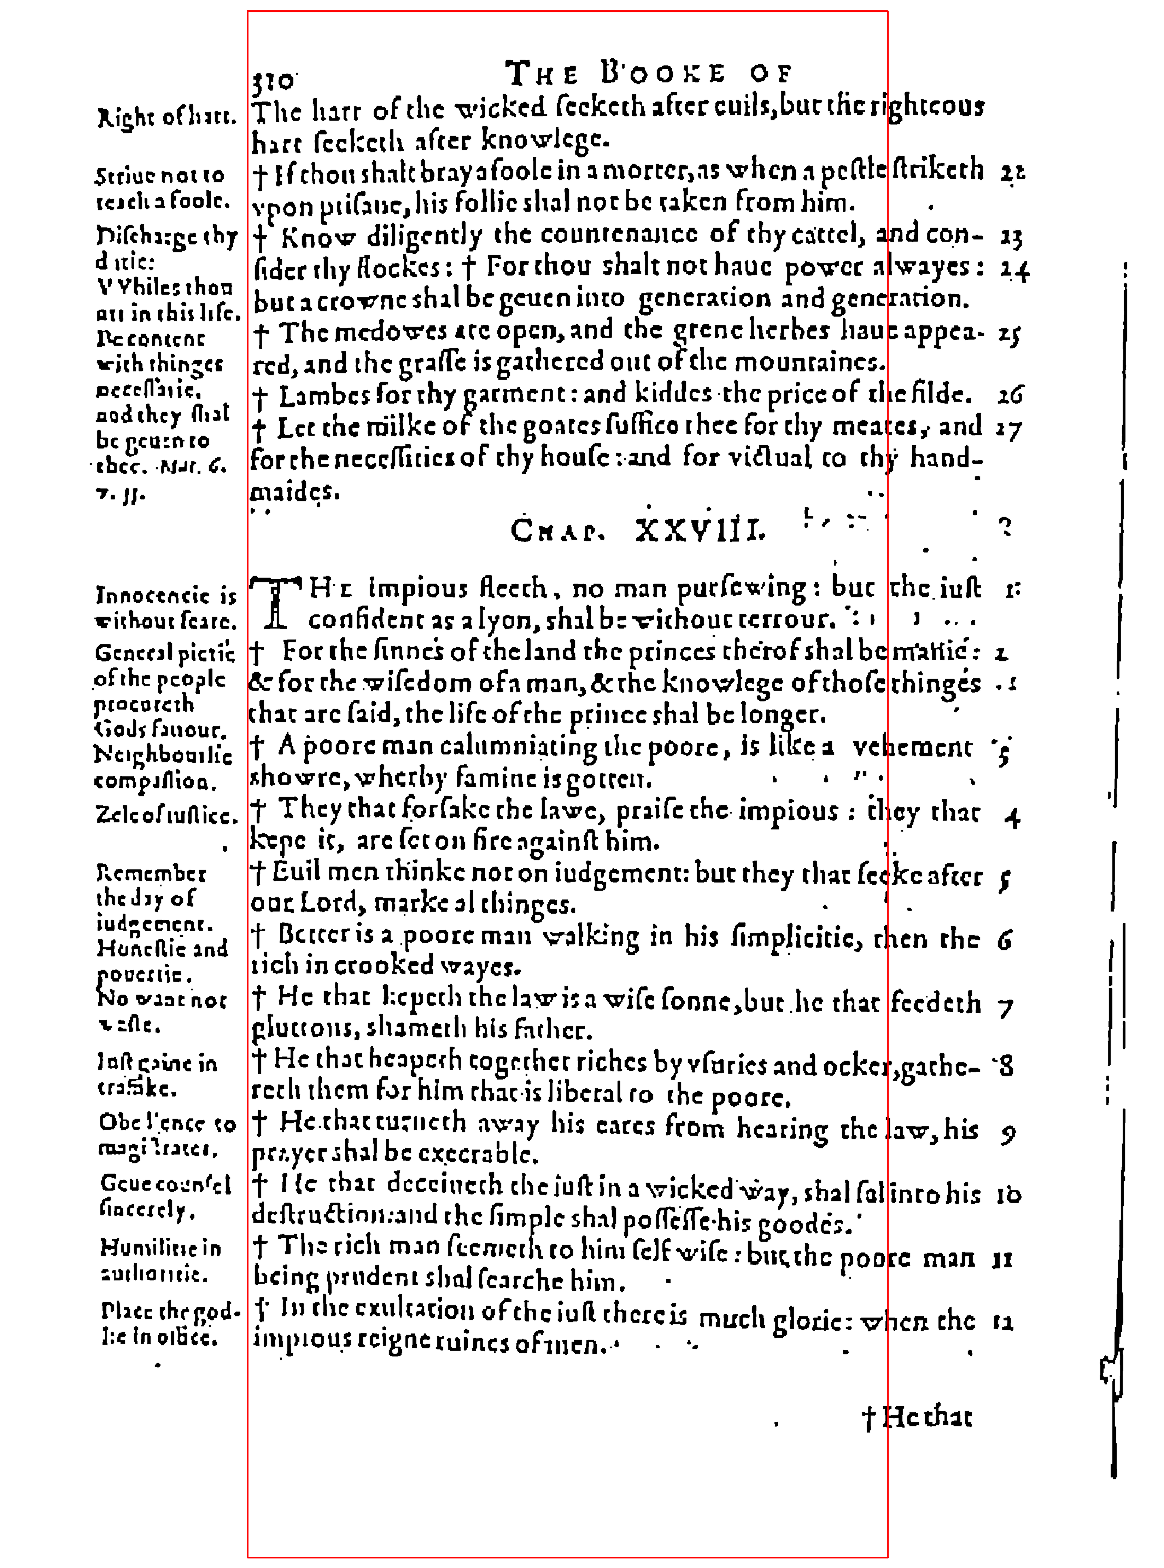 310 THE BOOKE OF
Right of hart.
The hart of the wicked seeketh after euils, but the righteous
hart seeketh after knowlege.
Striue not to
teach a foole.
† If thou shalt bray a foole in a morter, as when a pestle striketh 22
vpon ptisane, his follie shal not be taken from him.
Discharge thy
dutie:
VVhiles thou
art in this life.
† Know diligently the countenance of thy cattel, and con- 23
sider thy flockes: † For thou shalt not haue power alwayes: 24
but a crowne shal be geuen into generation and generation.
Be content
with thinges
necessarie,
and they shal
be geuen to
thee. Mat. 6.
v. 33.
† The medowes are open, and the grene herbes haue appea- 25
red, and the grasse is gathered out of the mountaines.
† Lambes for thy garment: and kiddes the price of the filde. 26
† Let the milke of the goates suffice thee for thy meates, and 27
for the necessities of thy house: and for victual to thy hand-
maides.
CHAP. XXVIII.
Innocencie is
without feare.
THE impious fleeth, no man pursewing: but the iust 1
confident as a lyon, shal be without terrour.
General pietie
of the people
procureth
Gods fauour.
† For the sinnes of the land the princes therof shal be manie: 2
& for the wisedom of a man, & the knowlege of those thinges
that are said, the life of the prince shal be longer.
Neighbourlie
compassion.
† A poore man calumniating the poore, is like a vehement 3
showre, wherby famine is gotten.
Zele of iustice.
† They that forsake the lawe, praise the impious: they that 4
kepe it, are set on fire against him.
Remember
the day of
iudgement.
† Euil men thinke not on iudgement: but they that seeke after 5
our Lord, marke al thinges.
Honestie and
pouertie.
† Better is a poore man walking in his simplicitie, then the 6
rich in crooked wayes.
No want nor
waste.
† He that kepeth the law is a wise sonne, but he that feedeth 7
gluttons, shameth his father.
Iust gaine in
traffike.
† He that heapeth together riches by vsuries and ocker, gathe- 8
reth them for him that is liberal to the poore.
Obedience to
magistrates.
† He that turneth away his eares from hearing the law, his 9
prayer shal be execrable.
Geue counsel
sincerely.
† He that deceiueth the iust in a wicked way, shal fal into his 10
destruction: and the simple shal possesse his goodes.
Humilitie in
authoritie.
† The rich man seemeth to him self wise: but the poore man 11
being prudent shal searche him.
Place the god-
lie in office.
† In the exultation of the iust there is much glorie: when the 12
impious reigne ruines of men.
† He that